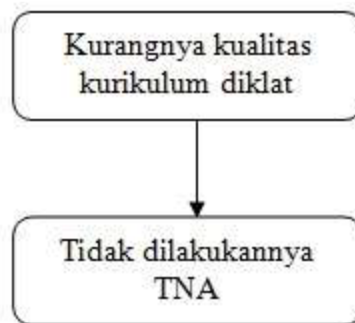 Kurangnya kualitas
kurikulum diklat
Tidak dilakukannya
TNA